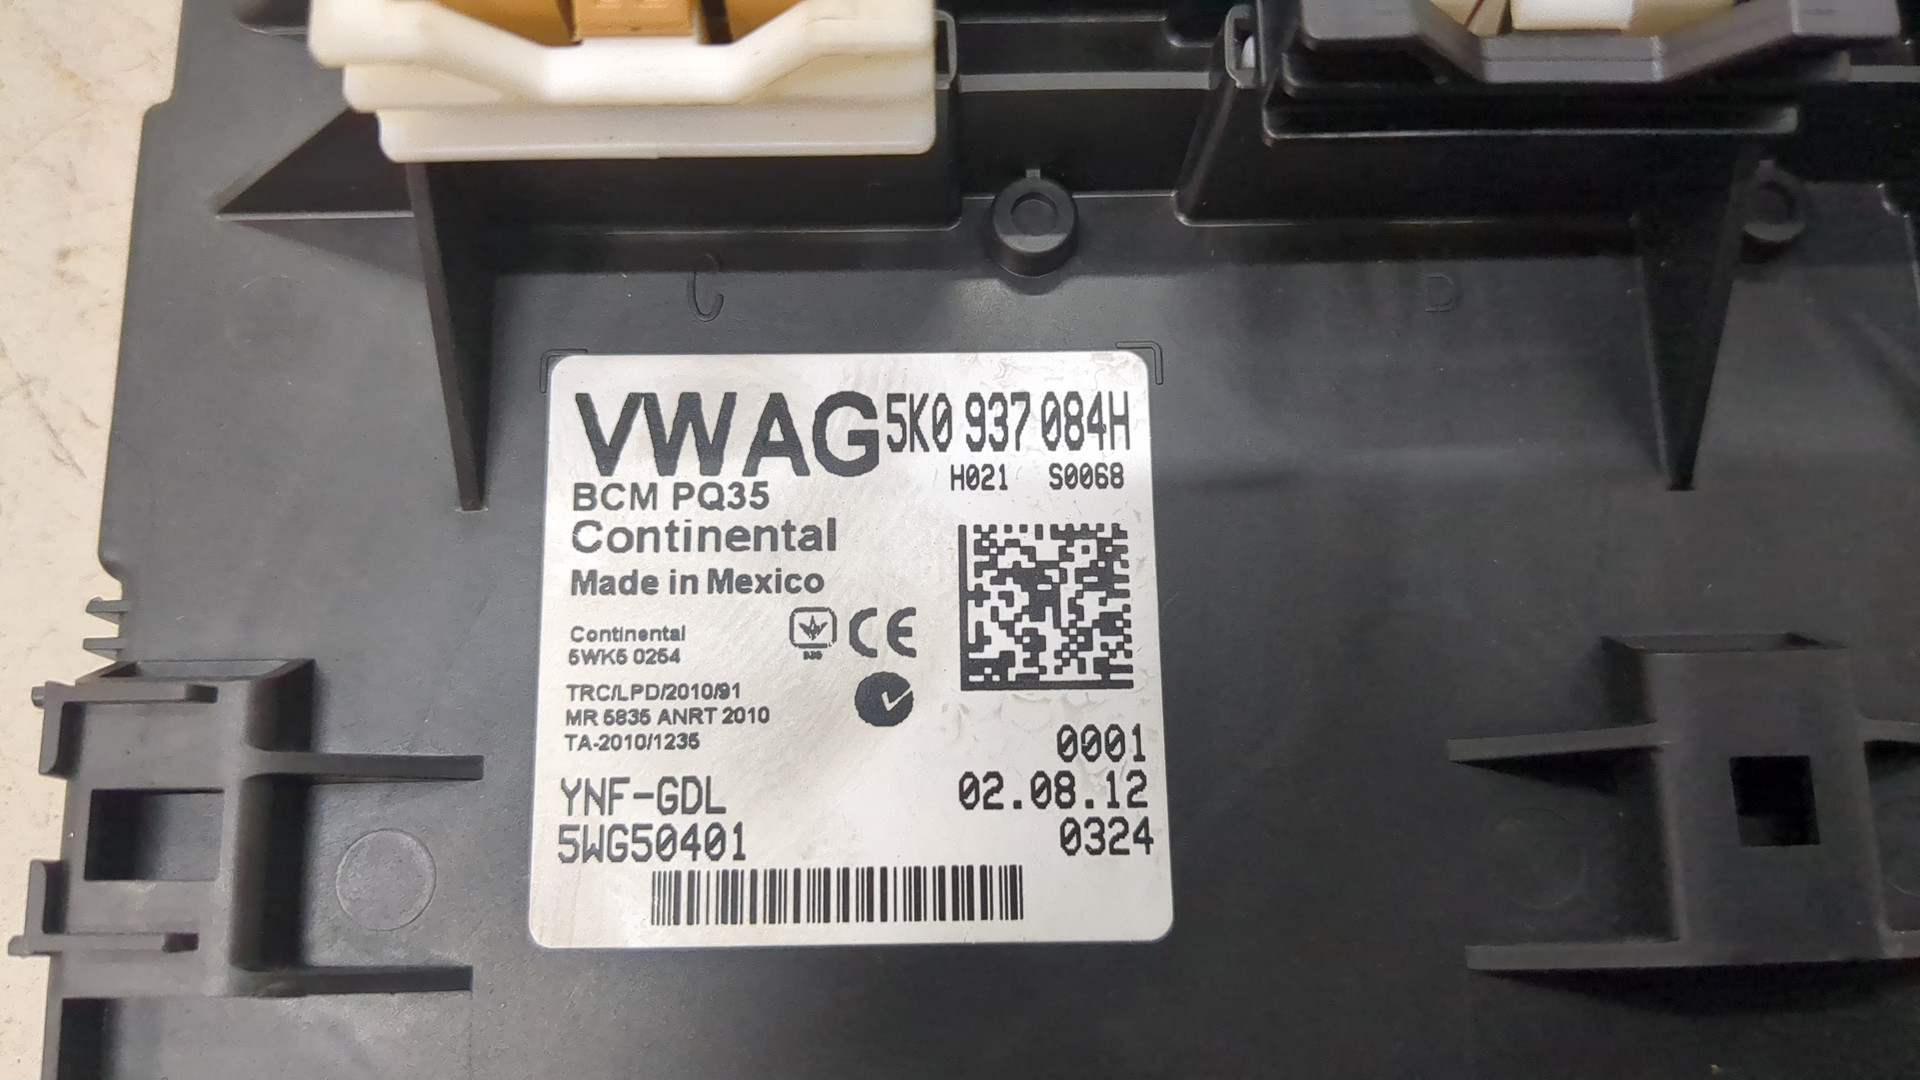 C
D
VWAG 5K0 937 084H
H021 S0068
BCM PQ35
Continental
Made in Mexico
Continental
5WK5 0254
CE
TRC/LPD/2010/91
MR 5835 ANRT 2010
TA-2010/1235
0001
YNF-GDL 02.08.12
5WG50401 0324